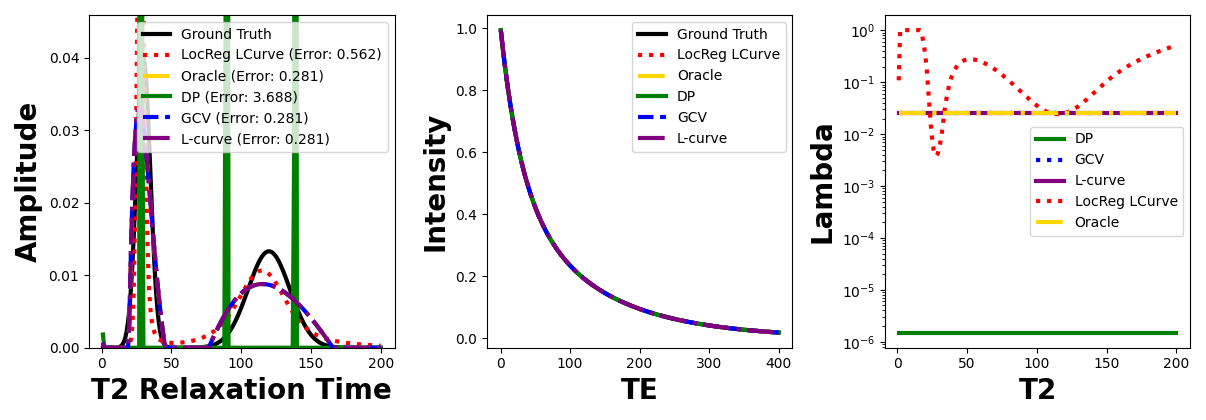 Amplitude
0.04
0.03
0.02
0.01
0.00
0
50
100
150
200
T2 Relaxation Time
Ground Truth
LocReg LCurve (Error: 0.562)
Oracle (Error: 0.281)
DP (Error: 3.688)
GCV (Error: 0.281)
L-curve (Error: 0.281)
Intensity
1.0
0.8
0.6
0.4
0.2
0.0
0
100
200
300
400
TE
Ground Truth
LocReg LCurve
Oracle
DP
GCV
L-curve
Lambda
10⁰
10⁻¹
10⁻²
10⁻³
10⁻⁴
10⁻⁵
10⁻⁶
0
50
100
150
200
T2
DP
GCV
L-curve
LocReg LCurve
Oracle